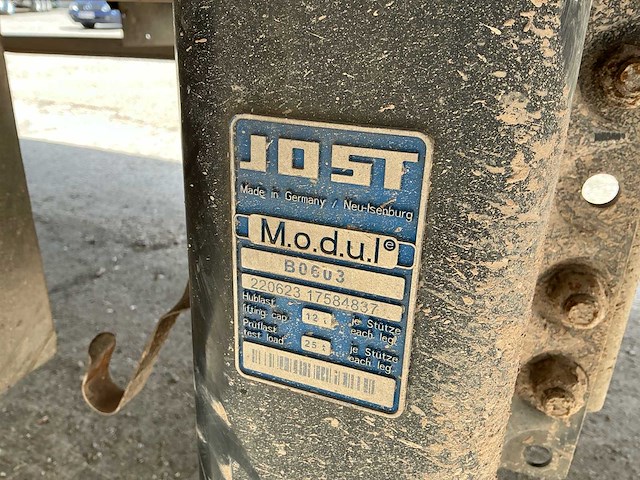 JOST
Made in Germany / Neu-Isenburg
M.o.d.u.l ®
B0603
220623 17584837
Hublast
lifting-cap. 12 t je Stütze each leg.
Prüflast
test load 25 t je Stütze each leg.